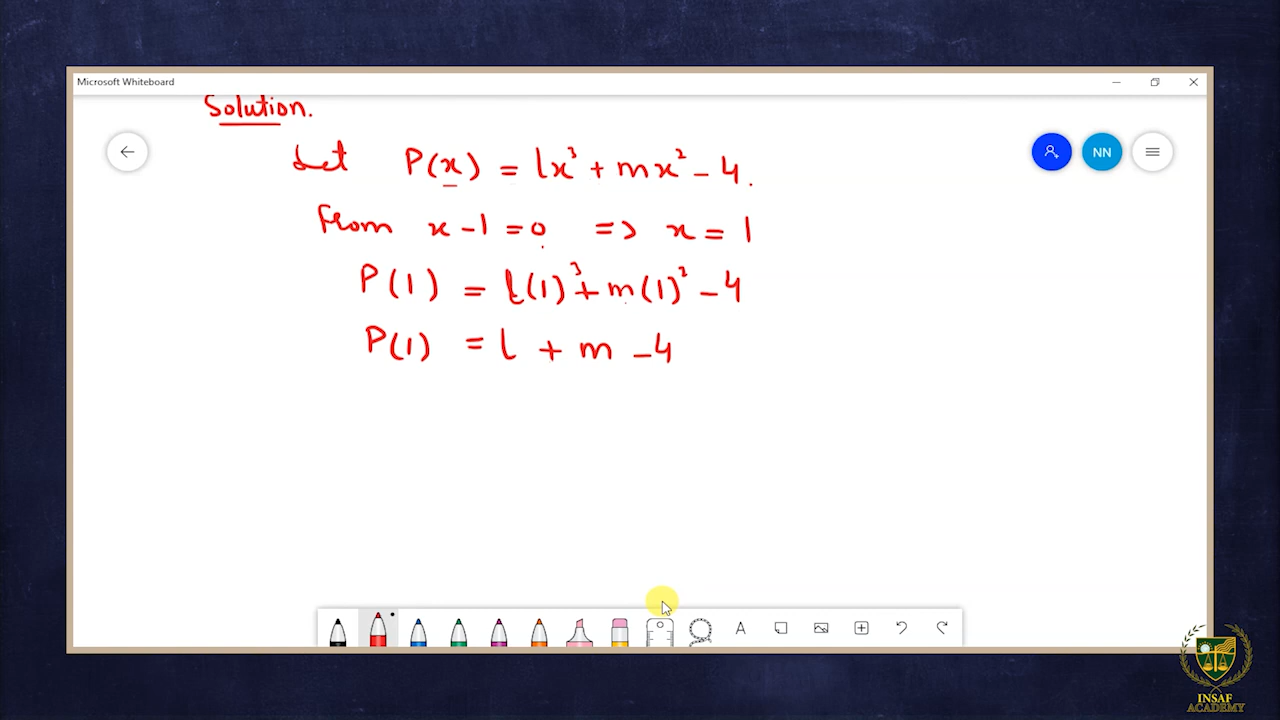 Microsoft Whiteboard
Solution.
Let P(x) = lx³ + mx² - 4.
From x - 1 = 0 => x = 1
P(1) = l(1)³ + m(1)² - 4
P(1) = l + m - 4
NN
A
INSAF
ACADEMY